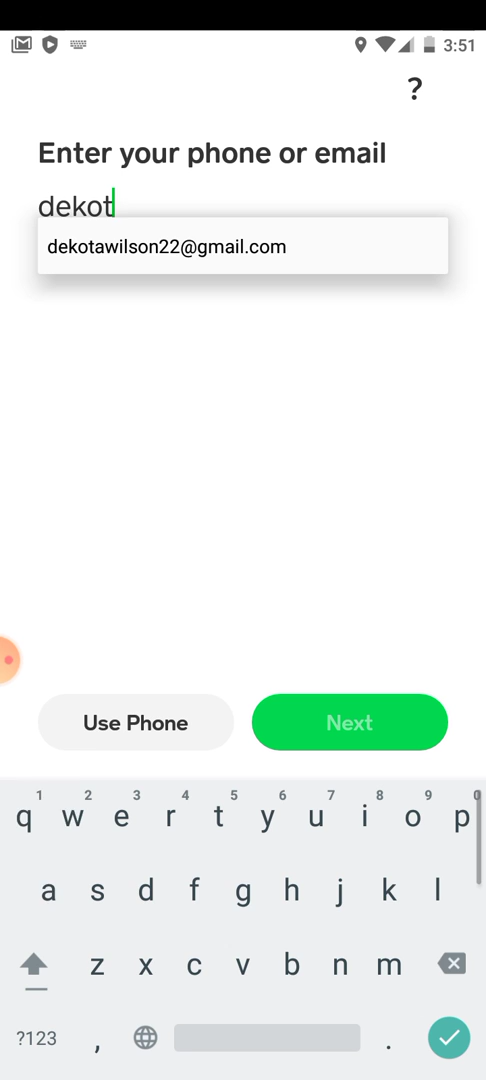 3:51
?
Enter your phone or email
dekot
dekotawilson22@gmail.com
Use Phone
Next
1 2 3 4 5 6 7 8 9 0
q w e r t y u i o p
a s d f g h j k l
z x c v b n m
?123 , .